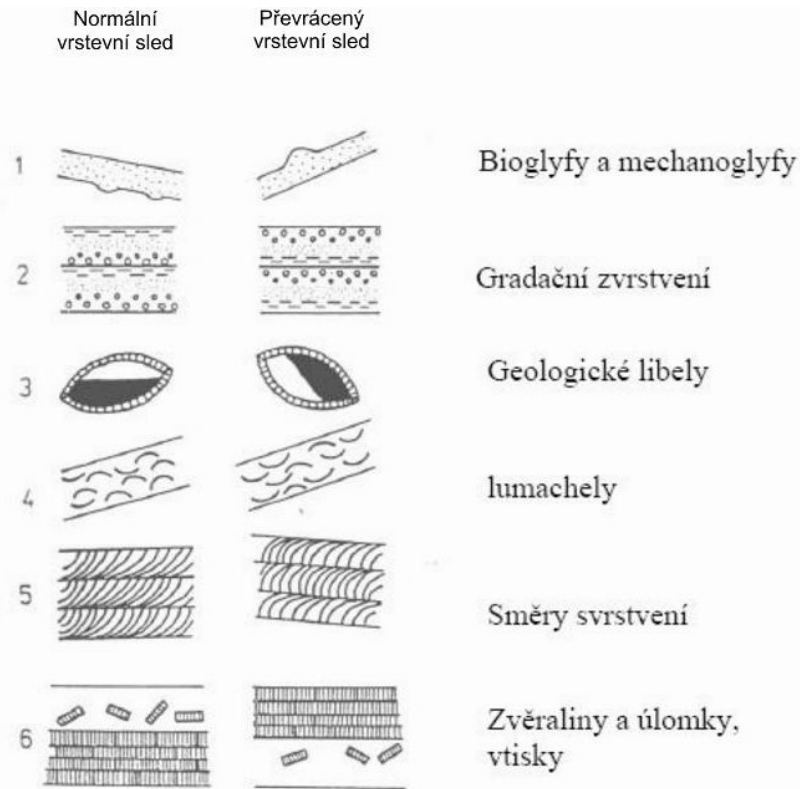 Normální
vrstevní sled
Převrácený
vrstevní sled
1
Bioglyfy a mechanoglyfy
2
Gradační zvrstvení
3
Geologické libely
4
lumachely
5
Směry svrstvení
6
Zvěraliny a úlomky,
vtisky